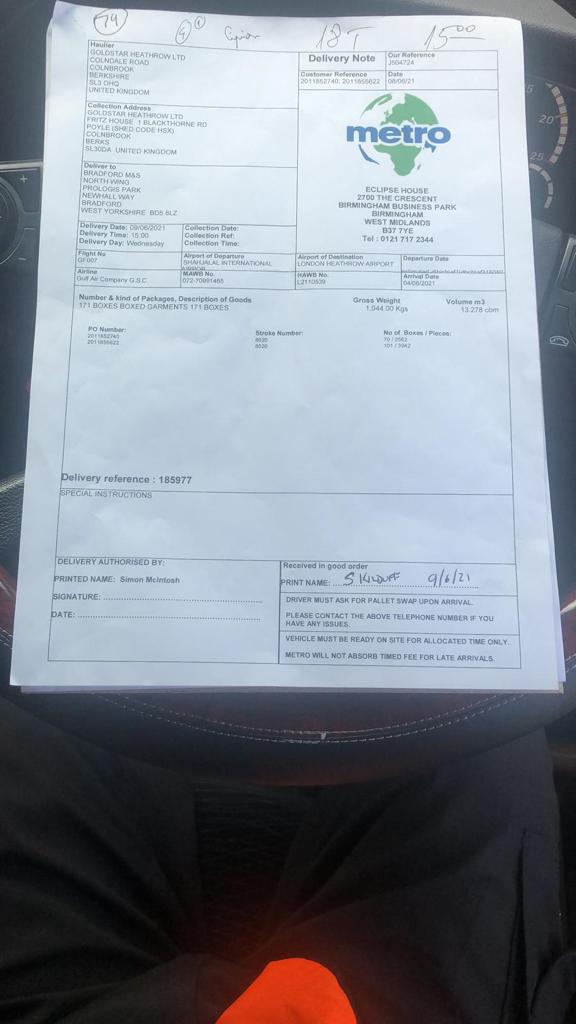 74
18T
15 00
Haulier
GOLDSTAR HEATHROW LTD
COLNDALE ROAD
COLNBROOK
BERKSHIRE
SL3 0HQ
UNITED KINGDOM
Delivery Note
Our Reference
J504724
Customer Reference
2011852740; 2011855622
Date
08/06/21
Collection Address
GOLDSTAR HEATHROW LTD
FRITZ HOUSE 1 BLACKTHORNE RD
POYLE (SHED CODE HSX)
COLNBROOK
BERKS
SL30DA UNITED KINGDOM
metro
Deliver to
BRADFORD M&S
NORTH WING
PROLOGIS PARK
NEWHALL WAY
BRADFORD
WEST YORKSHIRE BD5 8LZ
ECLIPSE HOUSE
2700 THE CRESCENT
BIRMINGHAM BUSINESS PARK
BIRMINGHAM
WEST MIDLANDS
B37 7YE
Tel : 0121 717 2344
Delivery Date: 09/06/2021
Delivery Time: 15:00
Delivery Day: Wednesday
Collection Date:
Collection Ref:
Collection Time:
Flight No
GF007
Airport of Departure
SHAHJALAL INTERNATIONAL
Airport of Destination
LONDON HEATHROW AIRPORT
Departure Date
Airline
Gulf Air Company G.S.C.
MAWB No.
072-70991465
HAWB No.
L2110539
Arrival Date
04/06/2021
Number & kind of Packages, Description of Goods
171 BOXES BOXED GARMENTS 171 BOXES
Gross Weight
1,044.00 Kgs
Volume m3
13.278 cbm
PO Number:
2011852740
2011855622
Stroke Number:
8020
8020
No of Boxes / Pieces:
70 / 2562
101 / 3942
Delivery reference : 185977
SPECIAL INSTRUCTIONS
DELIVERY AUTHORISED BY:
PRINTED NAME: Simon McIntosh
SIGNATURE:
DATE:
Received in good order
PRINT NAME: S KILDUFF 9/6/21
DRIVER MUST ASK FOR PALLET SWAP UPON ARRIVAL.
PLEASE CONTACT THE ABOVE TELEPHONE NUMBER IF YOU
HAVE ANY ISSUES.
VEHICLE MUST BE READY ON SITE FOR ALLOCATED TIME ONLY.
METRO WILL NOT ABSORB TIMED FEE FOR LATE ARRIVALS.
20
25